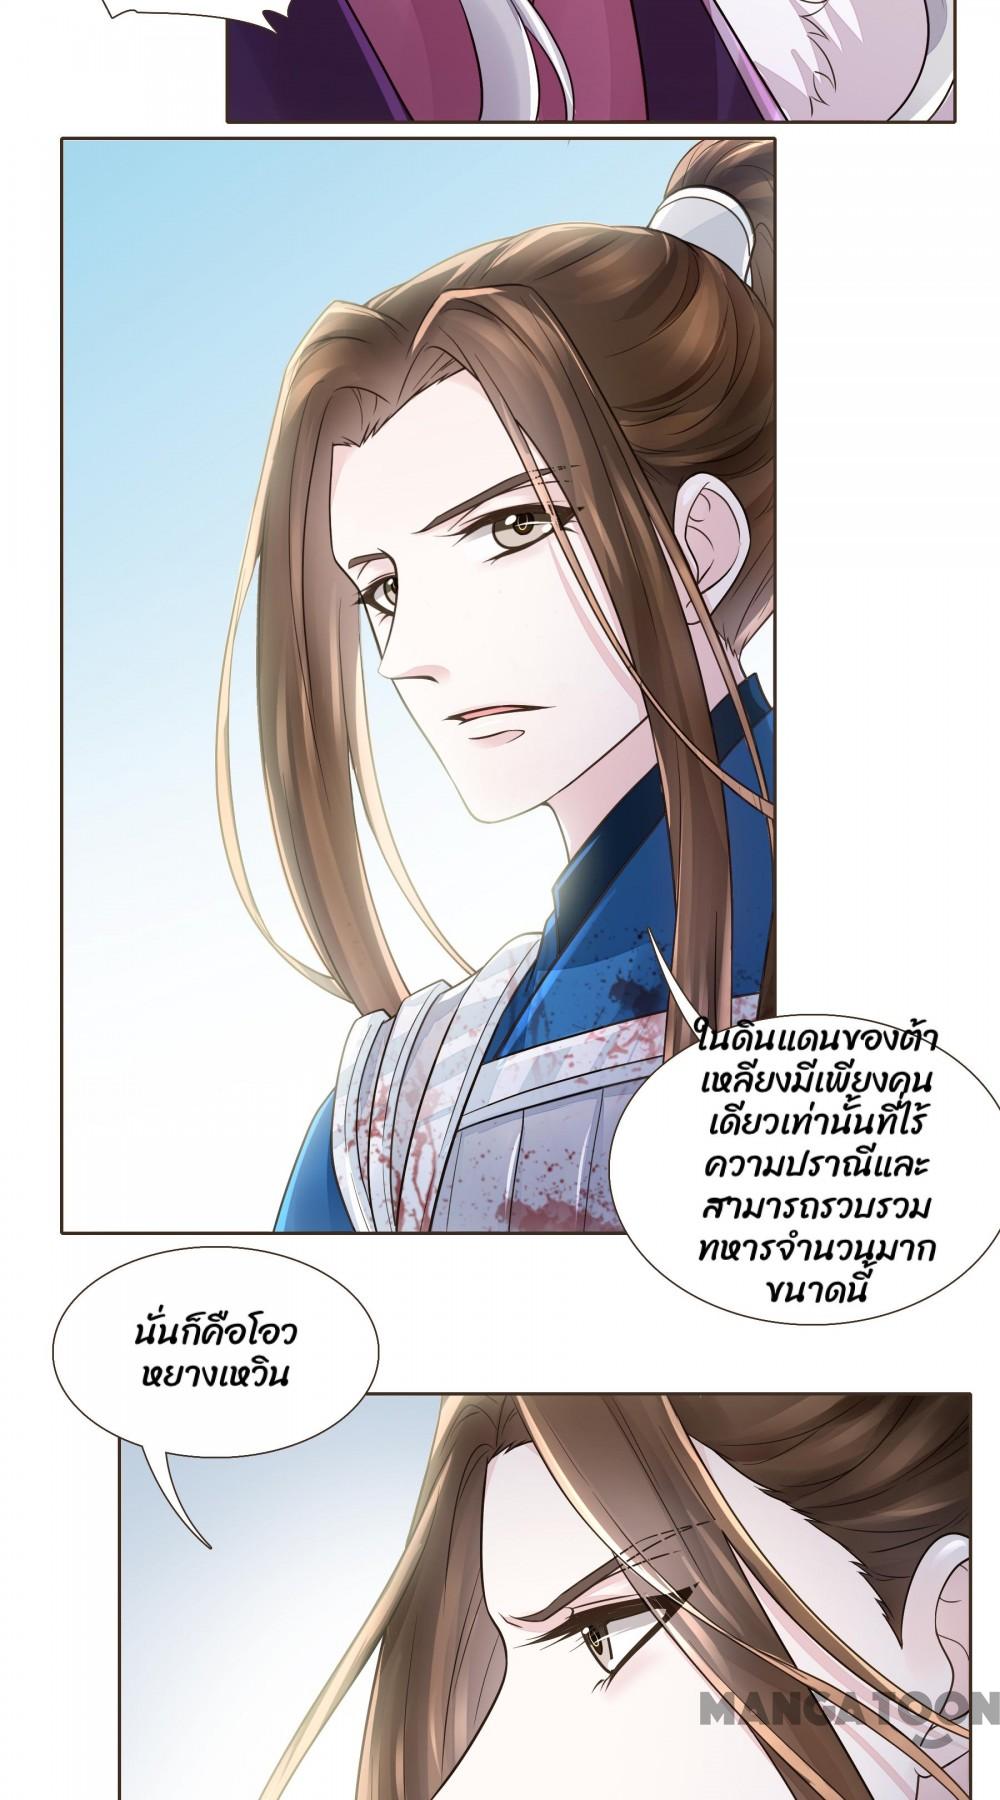 ในดินแดนของต้า
เหลียงมีเพียงคน
เดียวเท่านั้นที่ไร้
ความปราณีและ
สามารถรวบรวม
ทหารจำนวนมาก
ขนาดนี้
นั่นก็คือโอว
หยางเหวิน
MANGA TOON